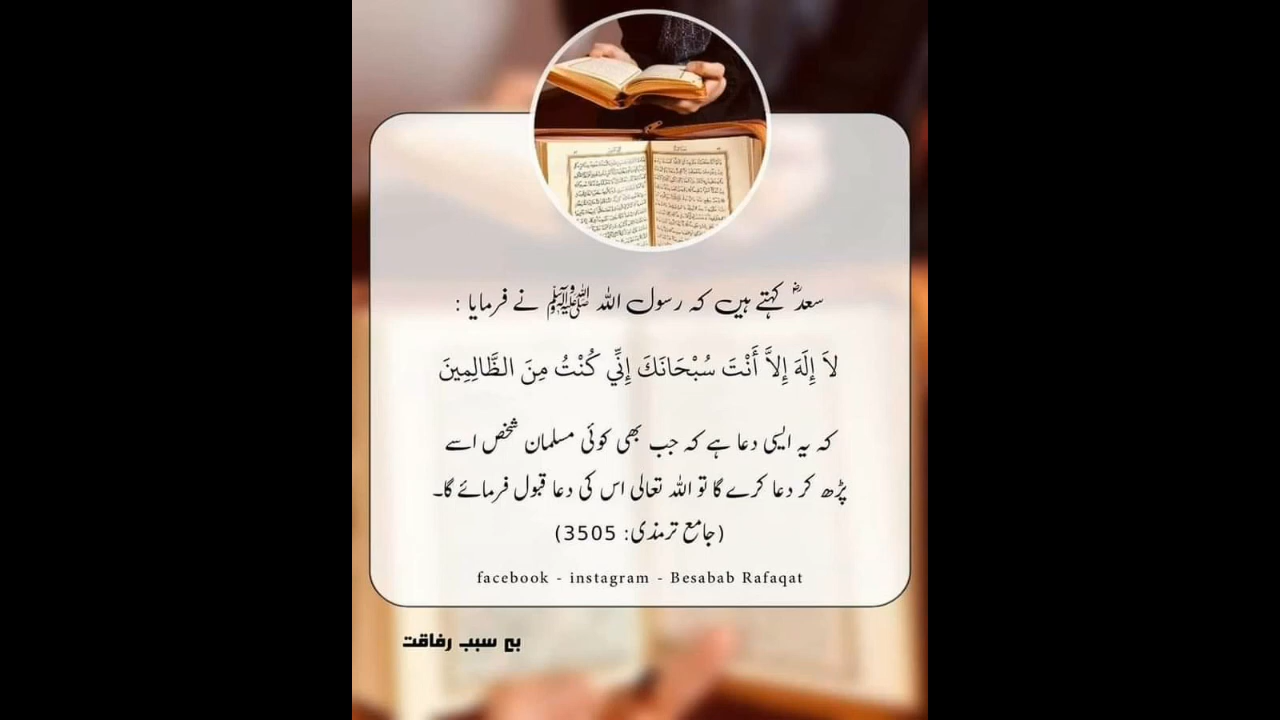 سعدؓ کہتے ہیں کہ رسول اللہ ﷺ نے فرمایا :
لاَ إِلَهَ إِلاَّ أَنْتَ سُبْحَانَكَ إِنِّي كُنْتُ مِنَ الظَّالِمِينَ
کہ یہ ایسی دعا ہے کہ جب بھی کوئی مسلمان شخص اسے
پڑھ کر دعا کرے گا تو اللہ تعالی اس کی دعا قبول فرمائے گا۔
(جامع ترمذی: 3505)
facebook - instagram - Besabab Rafaqat
بے سبب رفاقت